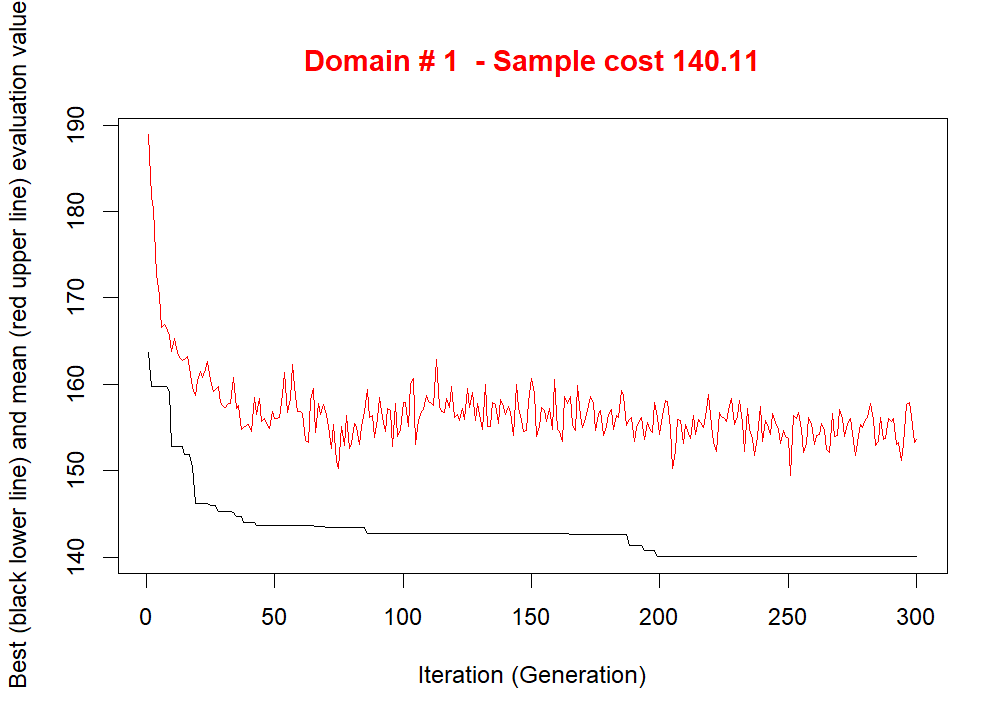 Domain # 1  - Sample cost 140.11
Best (black lower line) and mean (red upper line) evaluation value
190
180
170
160
150
140
0 50 100 150 200 250 300
Iteration (Generation)